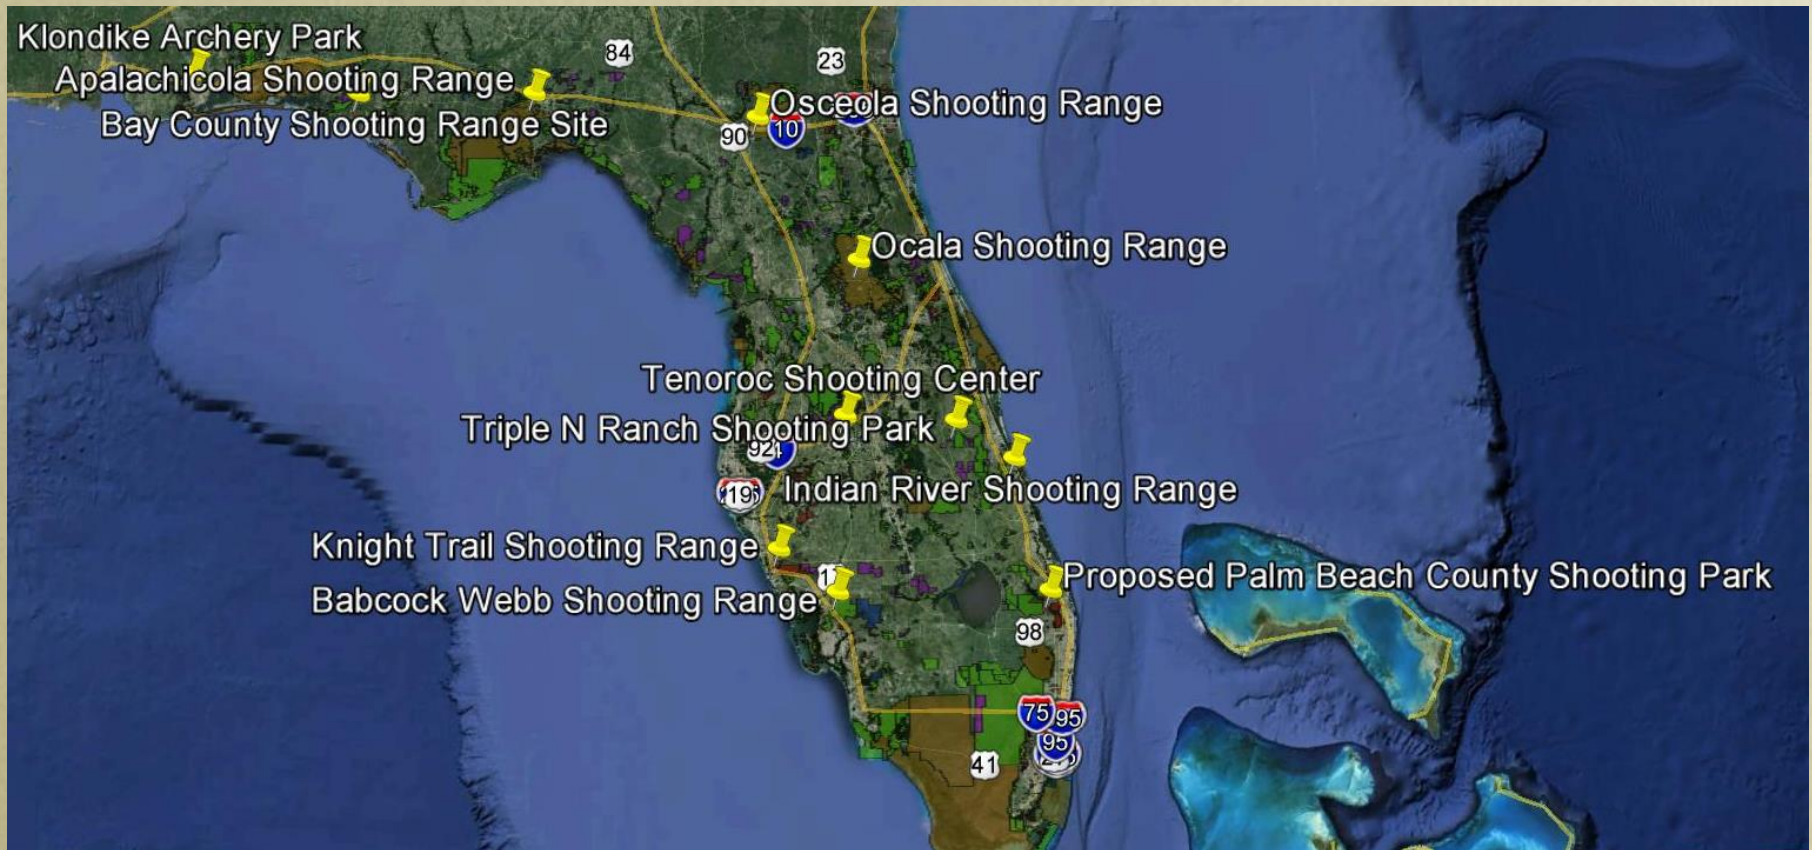 Klondike Archery Park
84
23
Apalachicola Shooting Range
Osceola Shooting Range
Bay County Shooting Range Site
90
10
Ocala Shooting Range
Tenoroc Shooting Center
Triple N Ranch Shooting Park
92
19
Indian River Shooting Range
Knight Trail Shooting Range
Proposed Palm Beach County Shooting Park
Babcock Webb Shooting Range
98
75
95
95
41